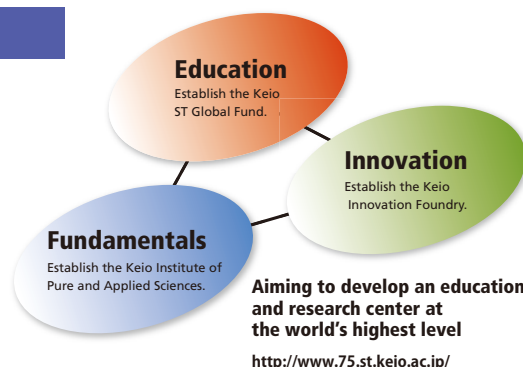 Education
Establish the Keio
ST Global Fund.
Innovation
Establish the Keio
Innovation Foundry.
Fundamentals
Establish the Keio Institute of
Pure and Applied Sciences.
Aiming to develop an education
and research center at
the world's highest level
http://www.75.st.keio.ac.jp/